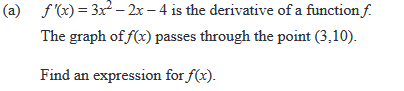 (a) f ′(x) = 3x² – 2x – 4 is the derivative of a function f.
The graph of f(x) passes through the point (3,10).
Find an expression for f(x).